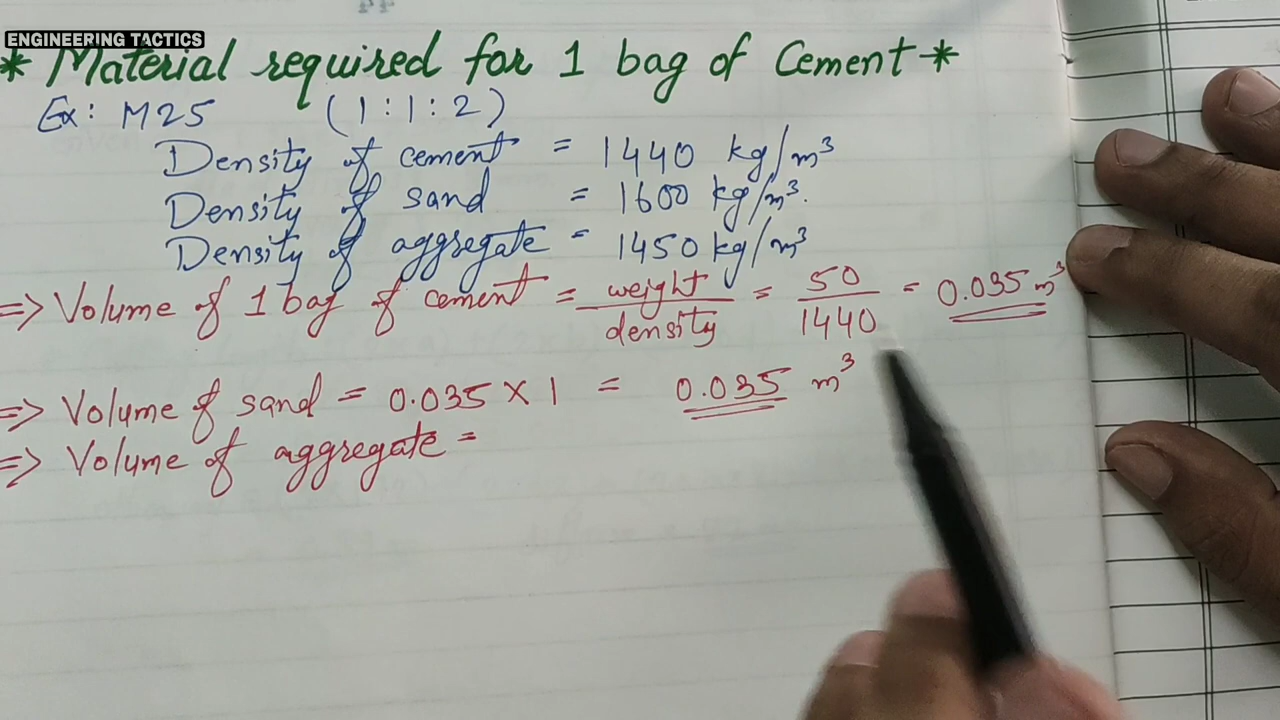 ENGINEERING TACTICS
* Material required for 1 bag of Cement *
Ex: M25 (1:1:2)
Density of cement = 1440 kg/m³
Density of sand = 1600 kg/m³.
Density of aggregate = 1450 kg/m³
=> Volume of 1 bag of cement = weight/density = 50/1440 = 0.035 m³
=> Volume of sand = 0.035 × 1 = 0.035 m³
=> Volume of aggregate =